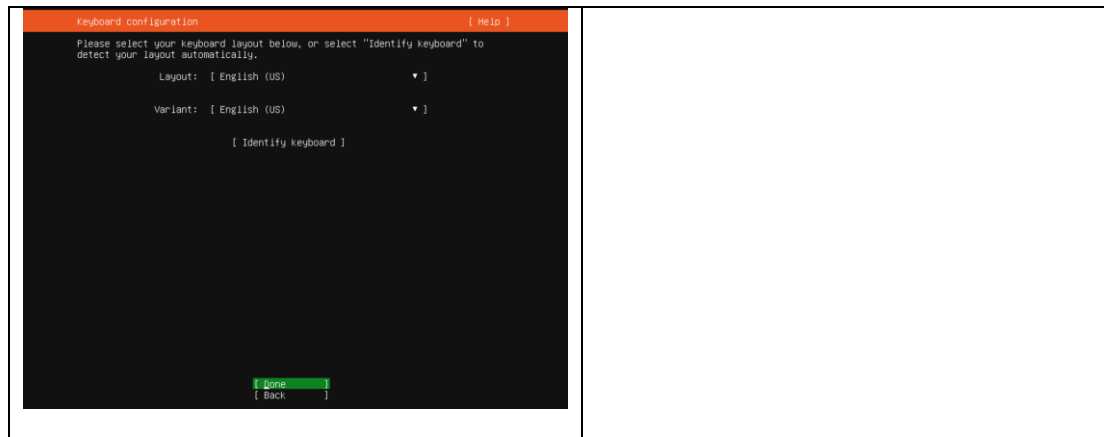 Keyboard configuration [ Help ]
Please select your keyboard layout below, or select "Identify keyboard" to
detect your layout automatically.
Layout: [ English (US) ▾ ]
Variant: [ English (US) ▾ ]
[ Identify keyboard ]
[ Done ]
[ Back ]